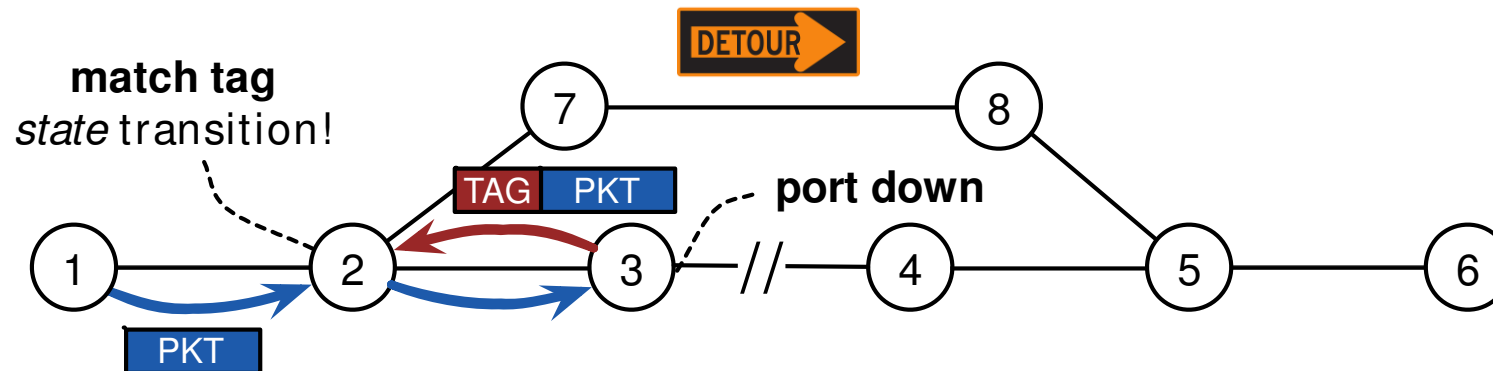 DETOUR
match tag
state transition!
7
8
TAG PKT
port down
1
2
3
//
4
5
6
PKT